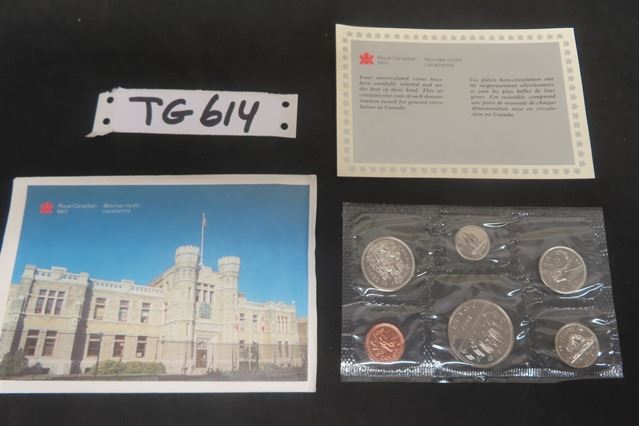 TG614
Royal Canadian Mint
Monnaie royale canadienne
Your uncirculated coins have
been carefully selected and are
the best of their kind. This set
contains one coin of each denom-
ination issued for general circu-
lation in Canada.
Vos pièces hors-circulation ont
été soigneusement sélectionnées
et sont les plus belles de leur
genre. Cet ensemble comprend
une pièce de monnaie de chaque
dénomination mise en circula-
tion au Canada.
Royal Canadian Mint
Monnaie royale canadienne